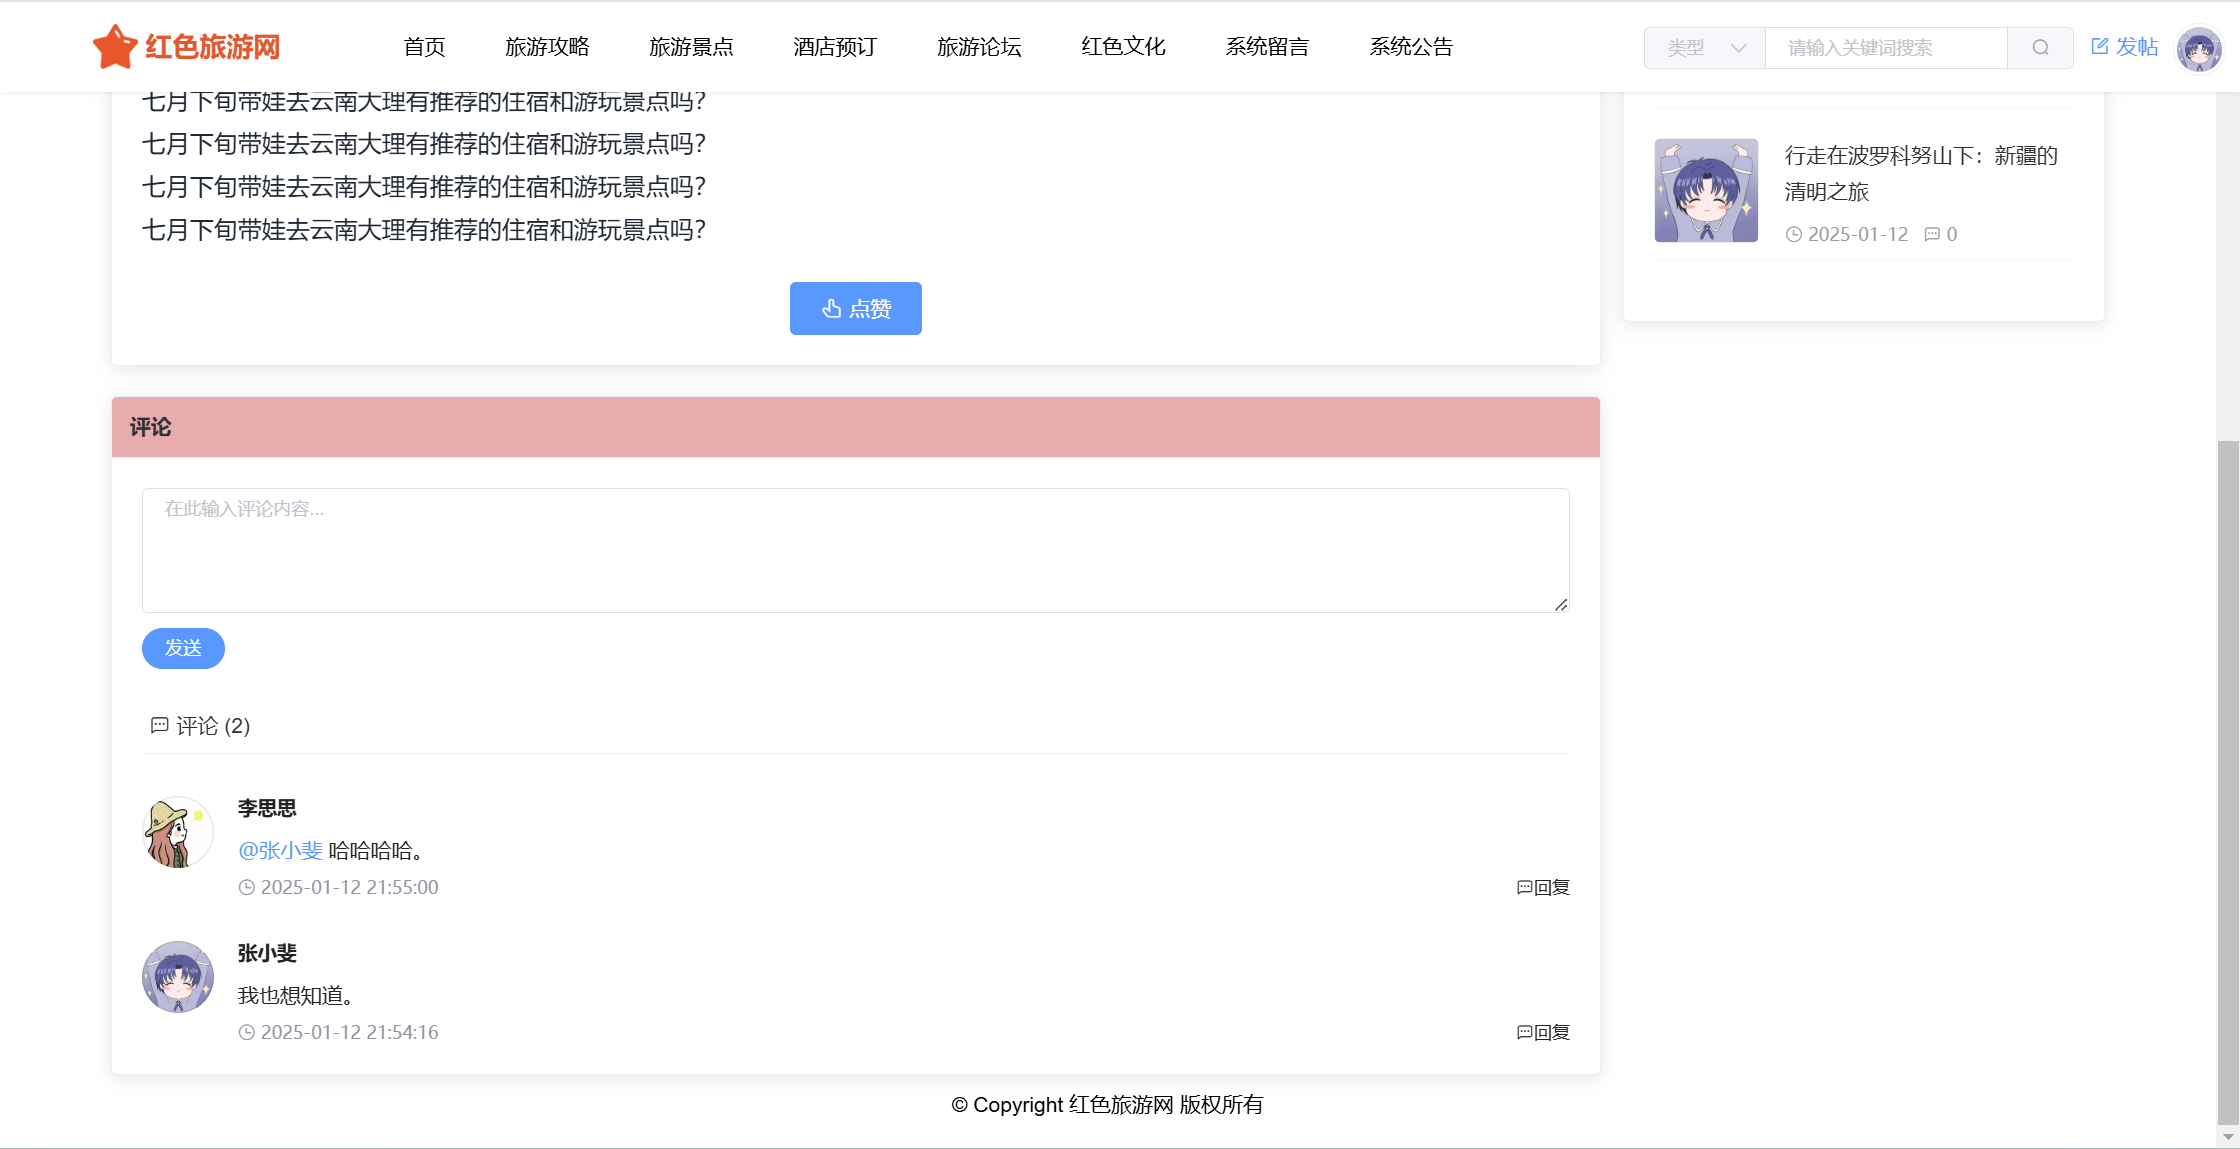 红色旅游网
首页 旅游攻略 旅游景点 酒店预订 旅游论坛 红色文化 系统留言 系统公告
类型 请输入关键词搜索 发帖
七月下旬带娃去云南大理有推荐的住宿和游玩景点吗？
七月下旬带娃去云南大理有推荐的住宿和游玩景点吗？
七月下旬带娃去云南大理有推荐的住宿和游玩景点吗？
七月下旬带娃去云南大理有推荐的住宿和游玩景点吗？
点赞
行走在波罗科努山下：新疆的
清明之旅
2025-01-12 0
评论
在此输入评论内容...
发送
评论 (2)
李思思
@张小斐 哈哈哈哈。
2025-01-12 21:55:00 回复
张小斐
我也想知道。
2025-01-12 21:54:16 回复
© Copyright 红色旅游网 版权所有